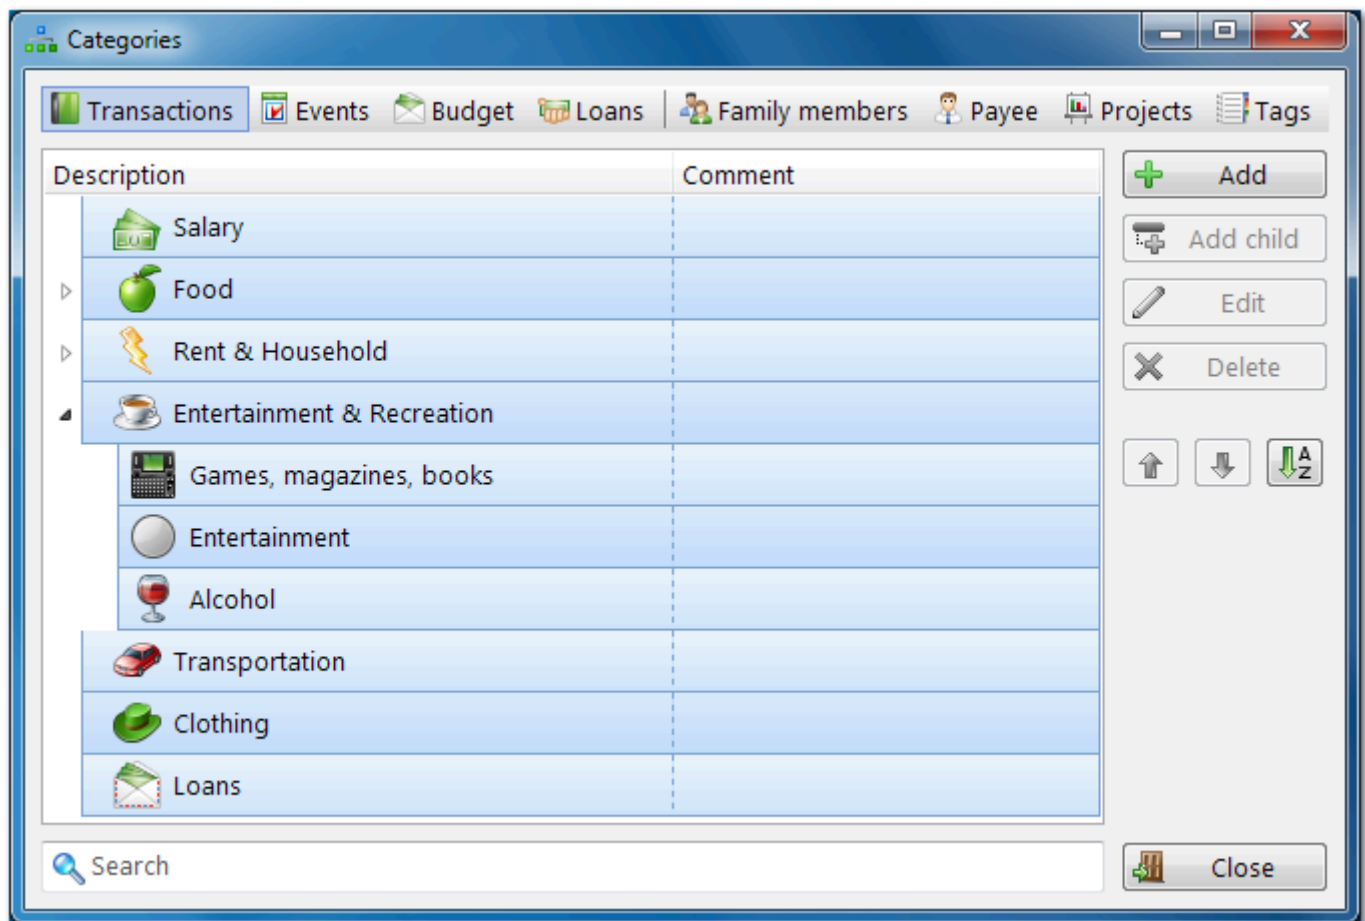 Categories
Transactions Events Budget Loans Family members Payee Projects Tags
Description Comment
Add
Salary
Add child
Food
Edit
Rent & Household
Delete
Entertainment & Recreation
Games, magazines, books
A
Z
Entertainment
Alcohol
Transportation
Clothing
Loans
Search
Close